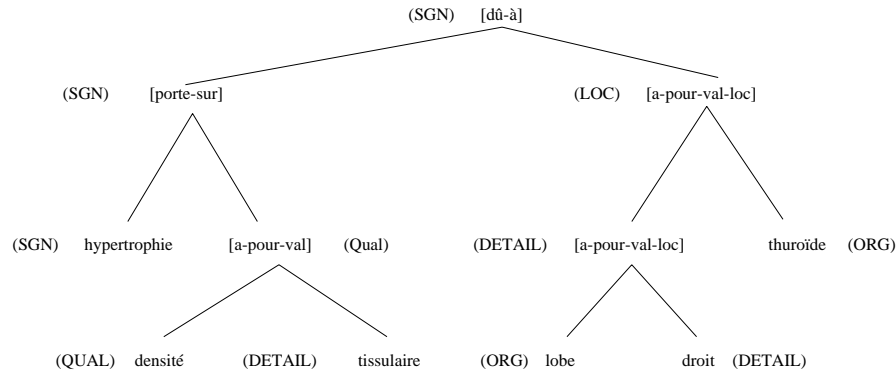 (SGN) [dû-à]
(SGN) [porte-sur] (LOC) [a-pour-val-loc]
(SGN) hypertrophie [a-pour-val] (Qual) (DETAIL) [a-pour-val-loc] thuroïde (ORG)
(QUAL) densité (DETAIL) tissulaire (ORG) lobe droit (DETAIL)